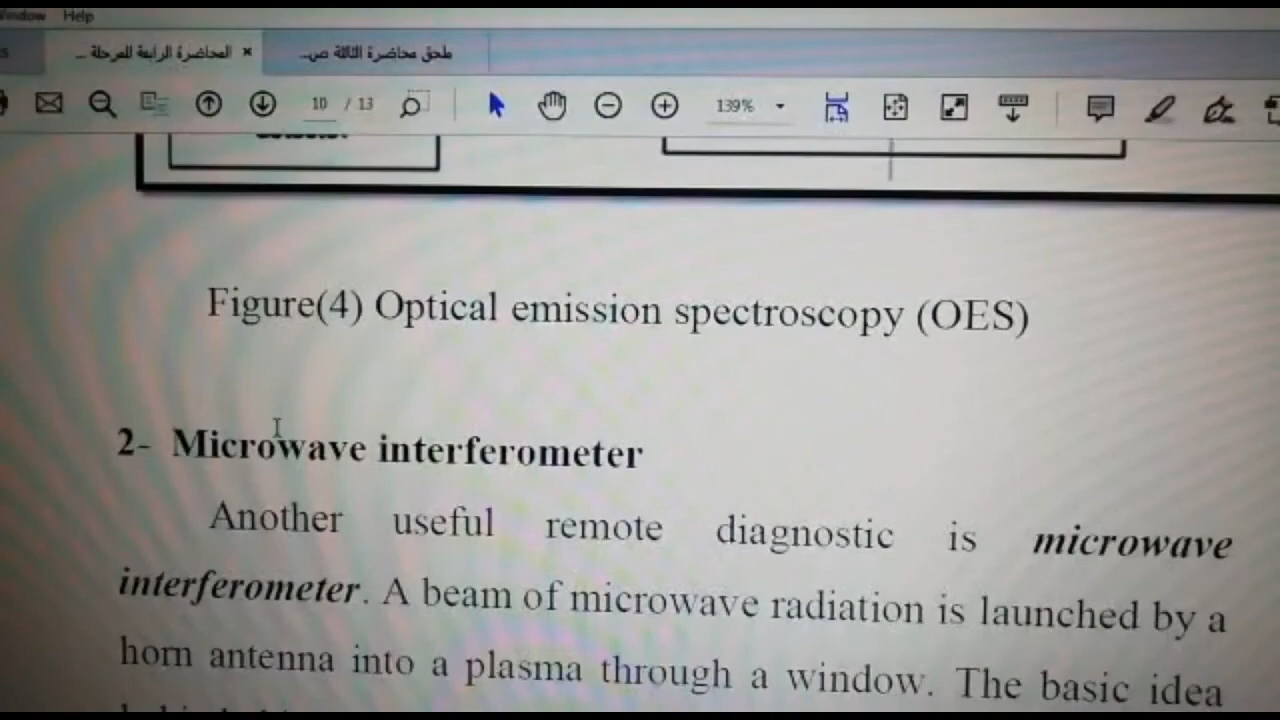 Window Help
المحاضرة الرابعة للمرحلة ...
ملحق محاضرة الثالثة ص...
10 / 13
139%
Figure(4) Optical emission spectroscopy (OES)
2- Microwave interferometer
Another useful remote diagnostic is microwave
interferometer. A beam of microwave radiation is launched by a
horn antenna into a plasma through a window. The basic idea